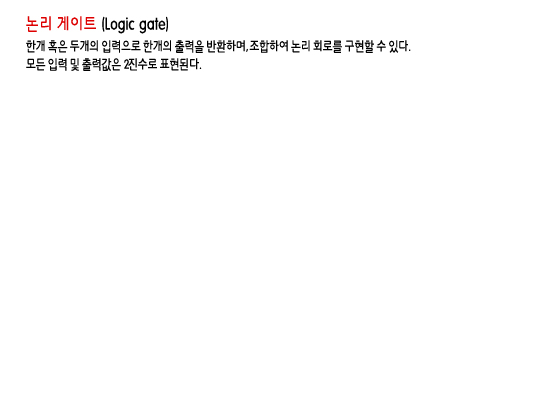 논리 게이트 (Logic gate)
한개 혹은 두개의 입력으로 한개의 출력을 반환하며, 조합하여 논리 회로를 구현할 수 있다.
모든 입력 및 출력값은 2진수로 표현된다.